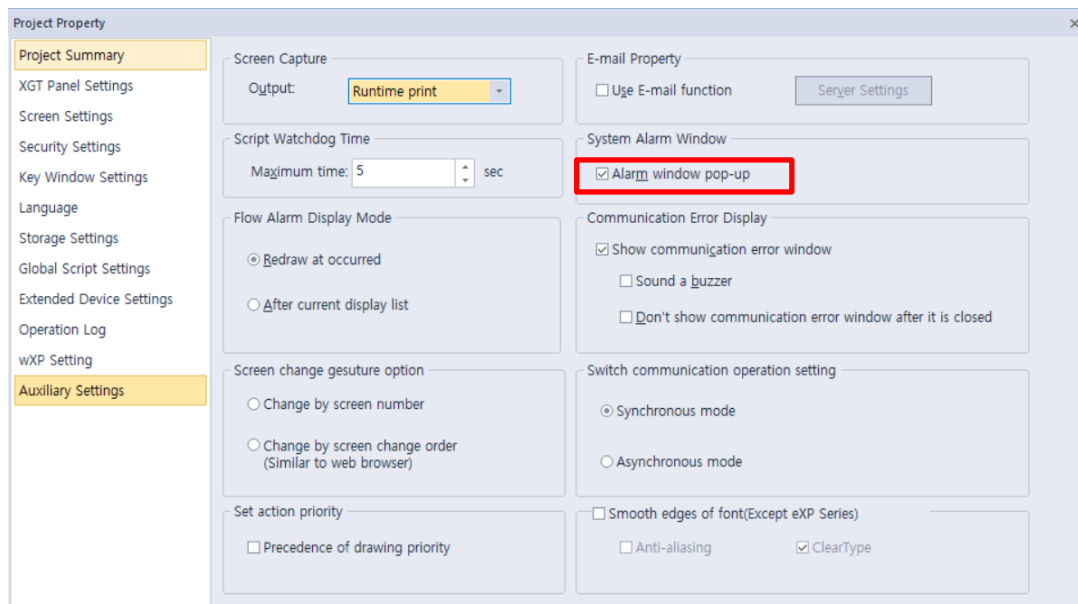 Project Property
Project Summary
XGT Panel Settings
Screen Settings
Security Settings
Key Window Settings
Language
Storage Settings
Global Script Settings
Extended Device Settings
Operation Log
wXP Setting
Auxiliary Settings
Screen Capture
Output: Runtime print
Script Watchdog Time
Maximum time: 5 sec
Flow Alarm Display Mode
Redraw at occurred
After current display list
Screen change gesuture option
Change by screen number
Change by screen change order
(Similar to web browser)
Set action priority
Precedence of drawing priority
E-mail Property
Use E-mail function Server Settings
System Alarm Window
Alarm window pop-up
Communication Error Display
Show communication error window
Sound a buzzer
Don't show communication error window after it is closed
Switch communication operation setting
Synchronous mode
Asynchronous mode
Smooth edges of font(Except eXP Series)
Anti-aliasing ClearType